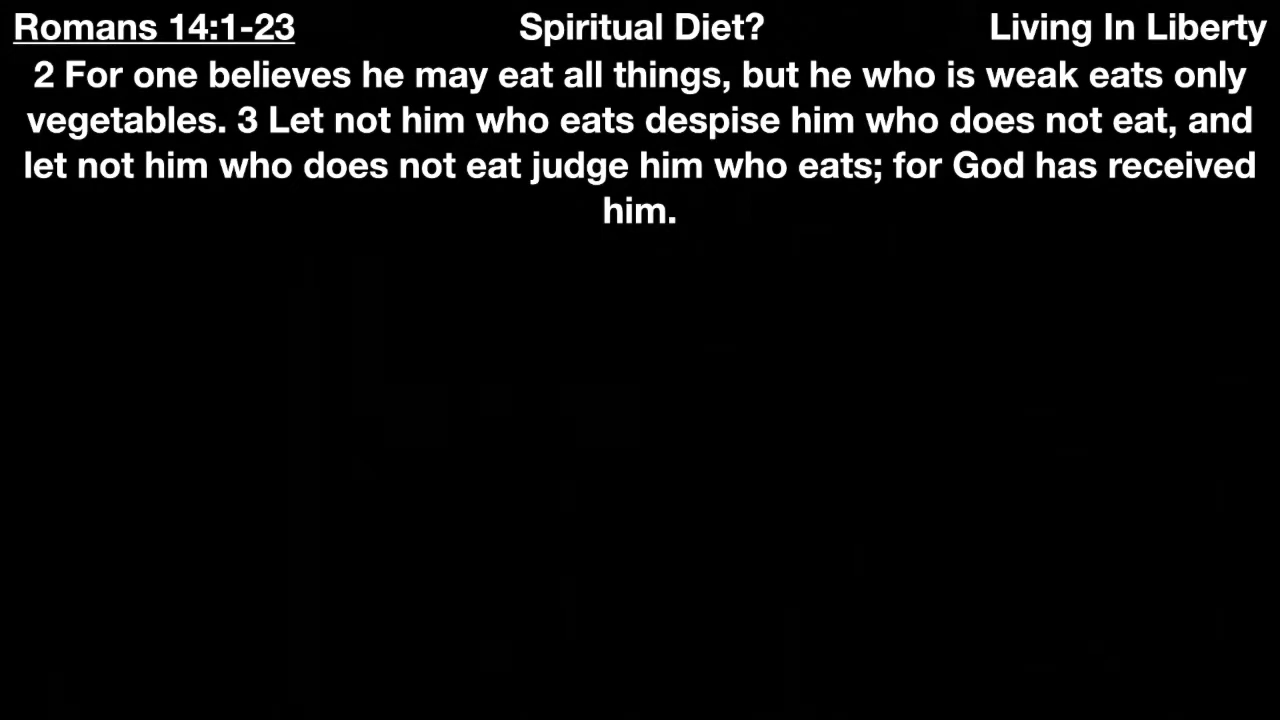 Romans 14:1-23 Spiritual Diet? Living In Liberty
2 For one believes he may eat all things, but he who is weak eats only
vegetables. 3 Let not him who eats despise him who does not eat, and
let not him who does not eat judge him who eats; for God has received
him.